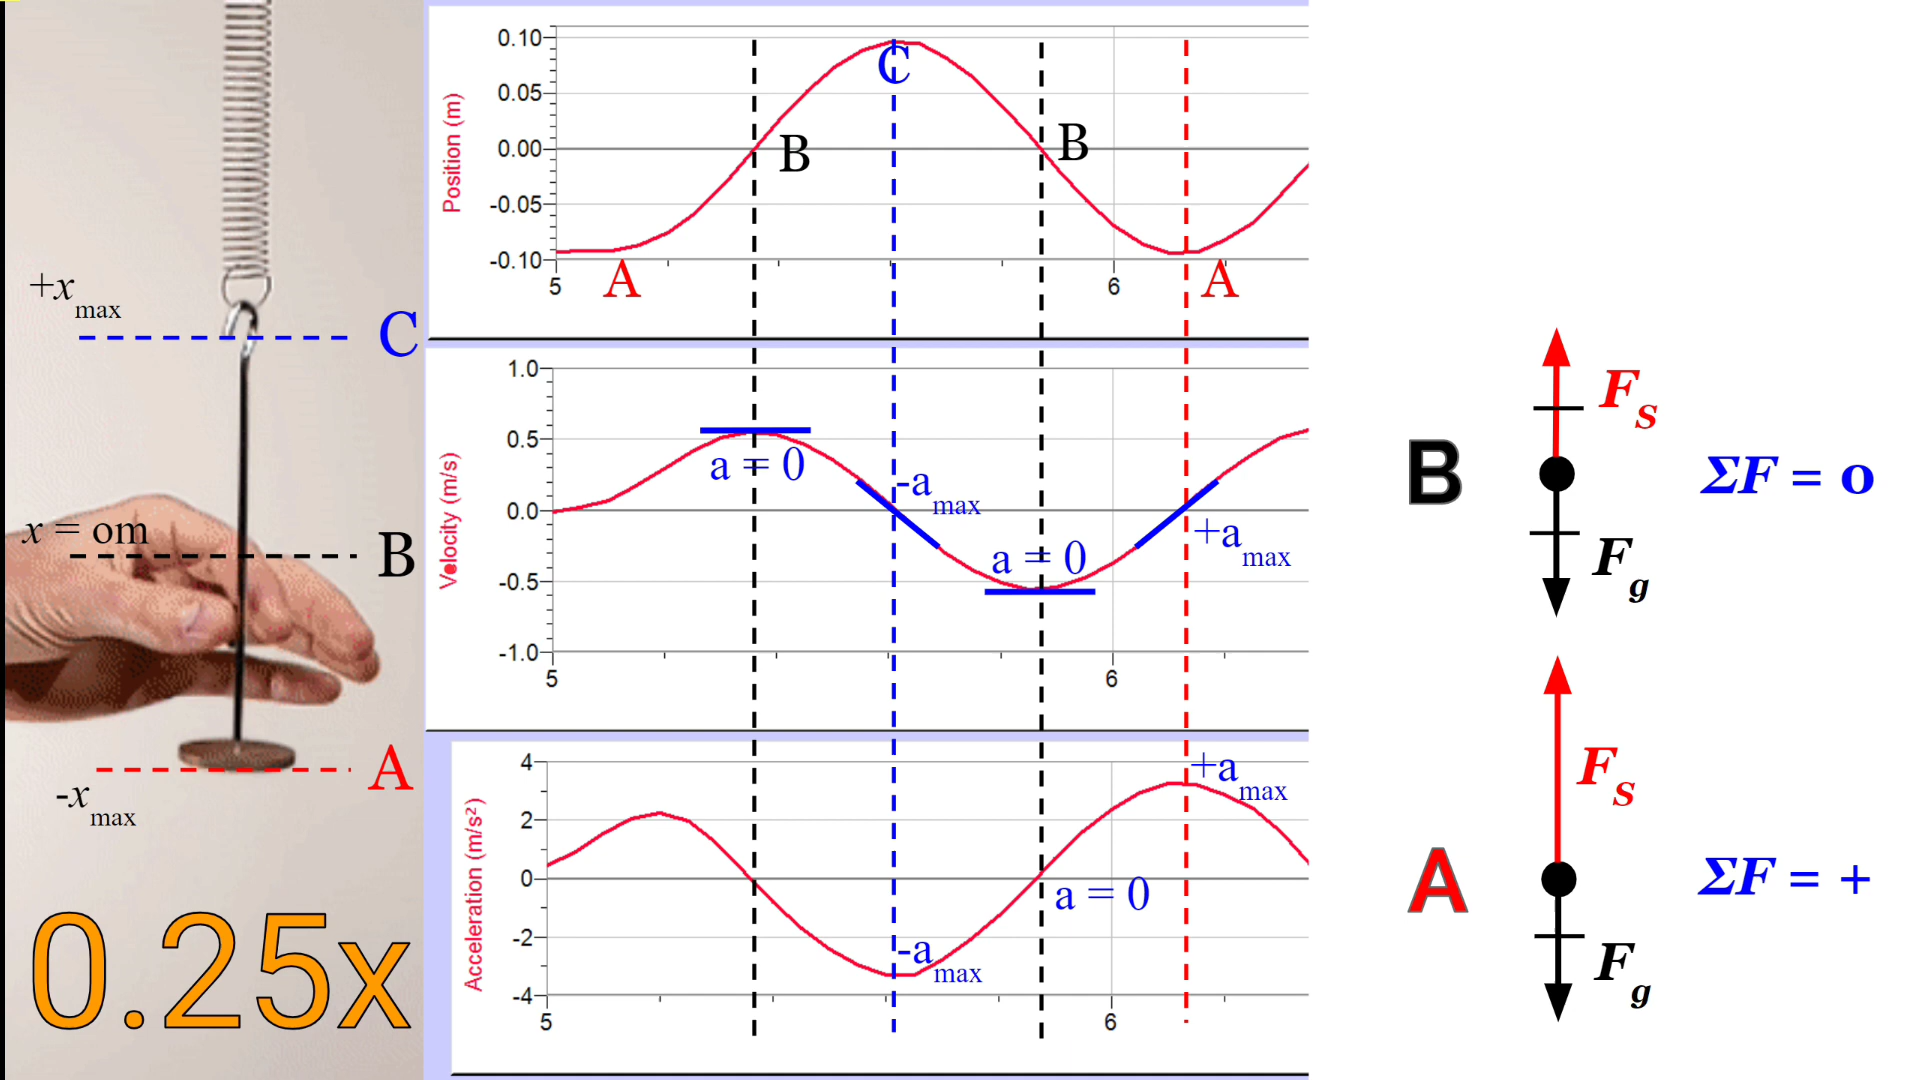 +x max
C
x = 0m
B
-x max
A
0.25x
Position (m)
0.10
0.05
0.00
-0.05
-0.10
C
B
B
A
A
5
6
Velocity (m/s)
1.0
0.5
0.0
-0.5
-1.0
a = 0
-a max
a = 0
+a max
5
6
Acceleration (m/s²)
4
2
0
-2
-4
+a max
a = 0
-a max
5
6
B
F S
F g
ΣF = 0
A
F S
F g
ΣF = +